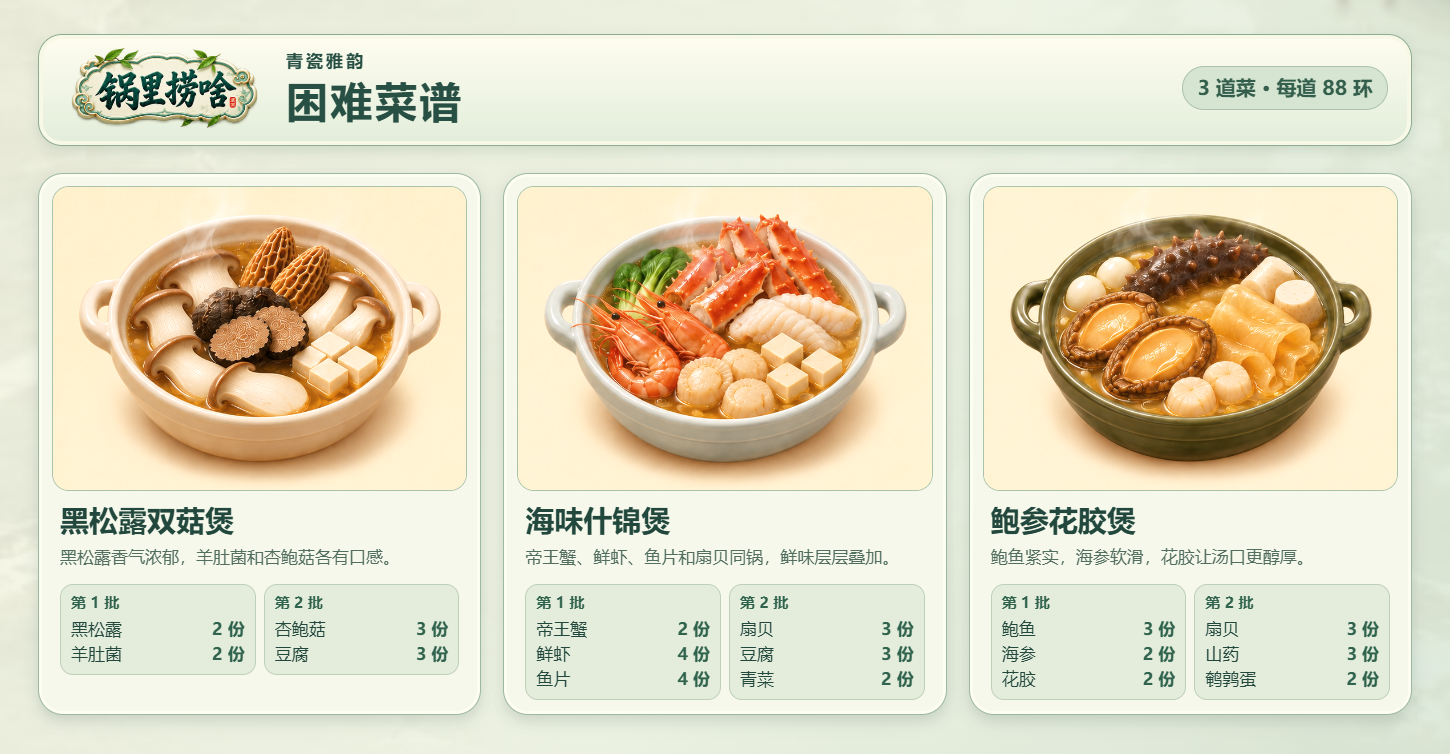 锅里捞啥
青瓷雅韵
困难菜谱
3 道菜 · 每道 88 环
黑松露双菇煲
黑松露香气浓郁，羊肚菌和杏鲍菇各有口感。
第 1 批
黑松露 2 份
羊肚菌 2 份
第 2 批
杏鲍菇 3 份
豆腐 3 份
海味什锦煲
帝王蟹、鲜虾、鱼片和扇贝同锅，鲜味层层叠加。
第 1 批
帝王蟹 2 份
鲜虾 4 份
鱼片 4 份
第 2 批
扇贝 3 份
豆腐 3 份
青菜 2 份
鲍参花胶煲
鲍鱼紧实，海参软滑，花胶让汤口更醇厚。
第 1 批
鲍鱼 3 份
海参 2 份
花胶 2 份
第 2 批
扇贝 3 份
山药 3 份
鹌鹑蛋 2 份